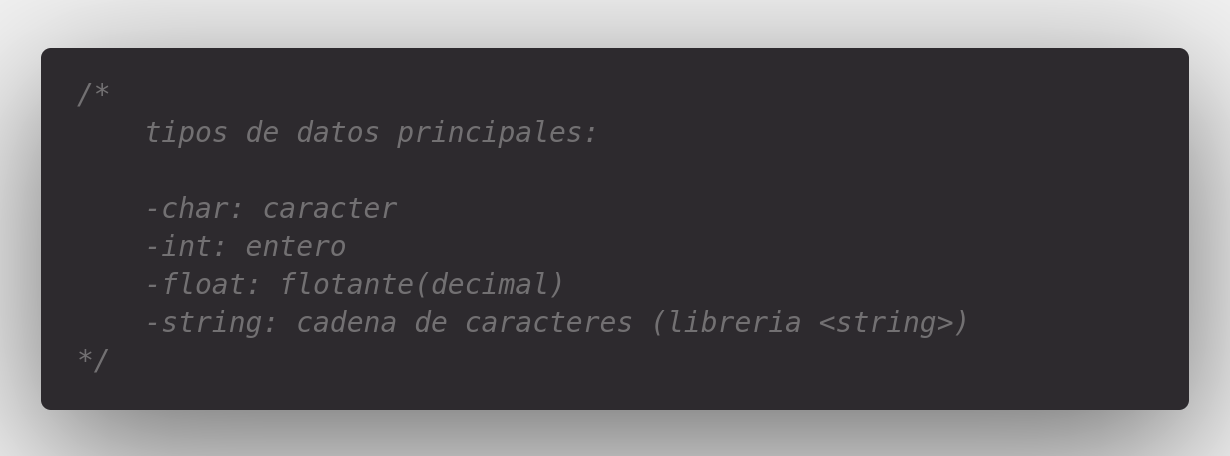 /*
tipos de datos principales:
-char: caracter
-int: entero
-float: flotante(decimal)
-string: cadena de caracteres (libreria <string>)
*/